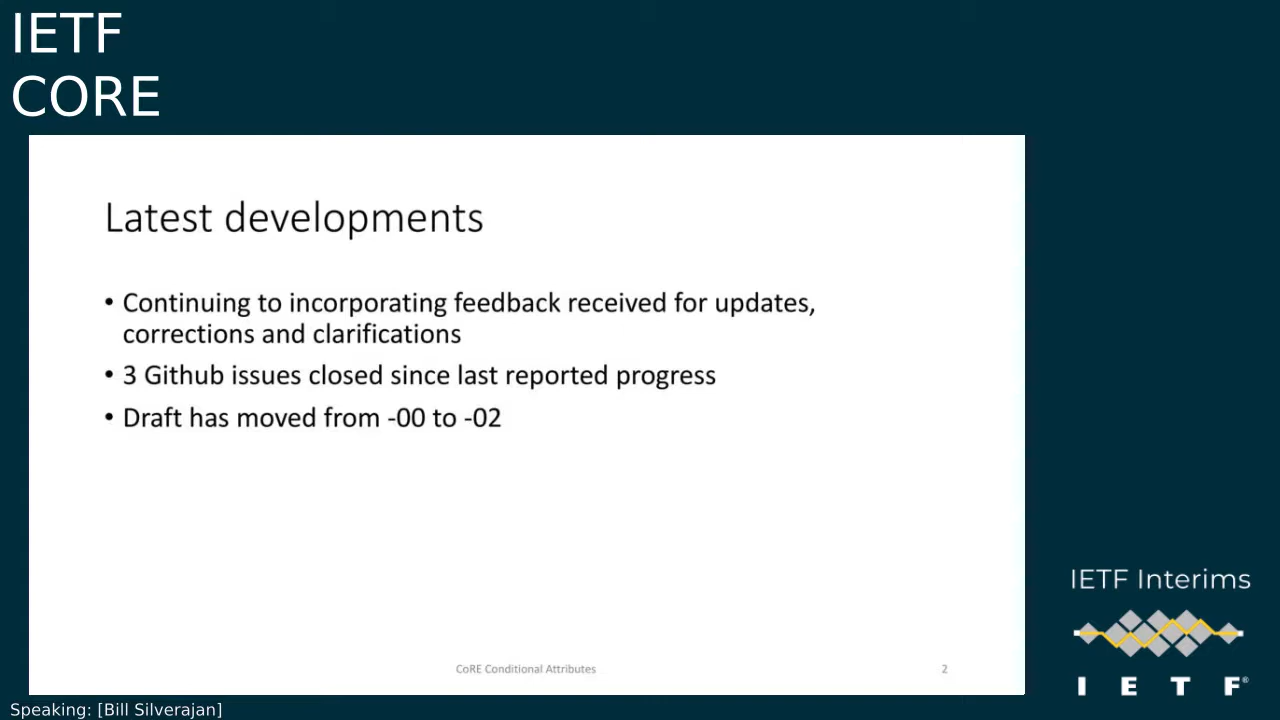 IETF
CORE
Latest developments
• Continuing to incorporating feedback received for updates,
corrections and clarifications
• 3 Github issues closed since last reported progress
• Draft has moved from -00 to -02
CoRE Conditional Attributes
2
IETF Interims
I E T F®
Speaking: [Bill Silverajan]